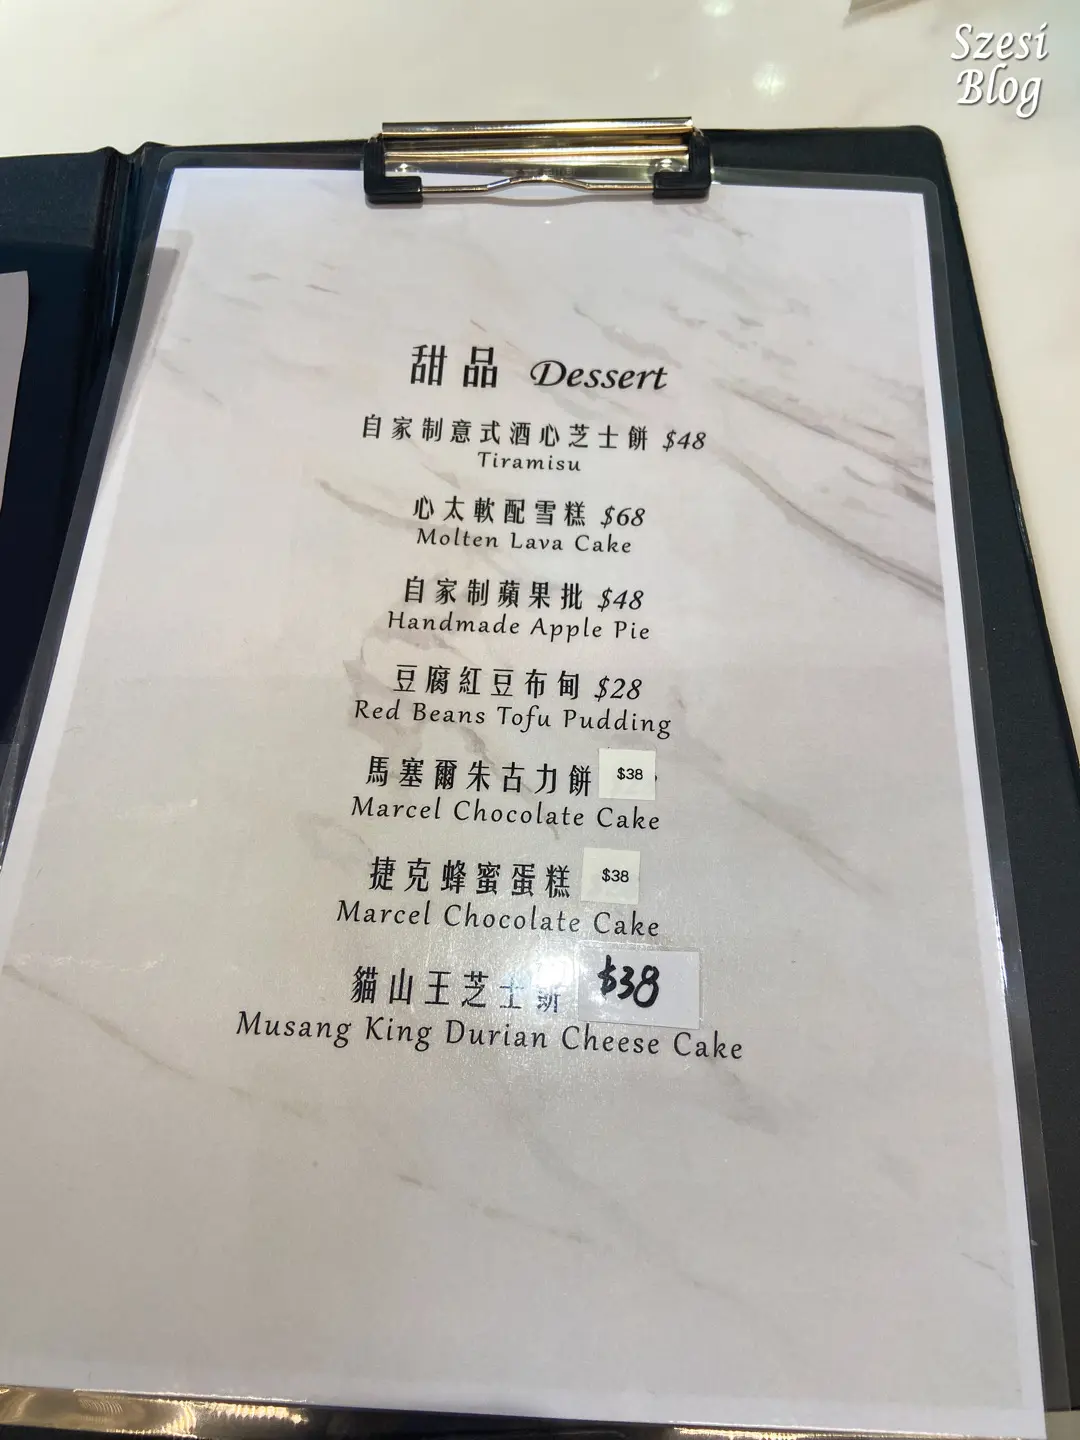 Szesi
Blog
甜品 Dessert
自家制意式酒心芝士餅 $48
Tiramisu
心太軟配雪糕 $68
Molten Lava Cake
自家制蘋果批 $48
Handmade Apple Pie
豆腐紅豆布甸 $28
Red Beans Tofu Pudding
馬塞爾朱古力餅 $38
Marcel Chocolate Cake
捷克蜂蜜蛋糕 $38
Marcel Chocolate Cake
貓山王芝士餅 $38
Musang King Durian Cheese Cake